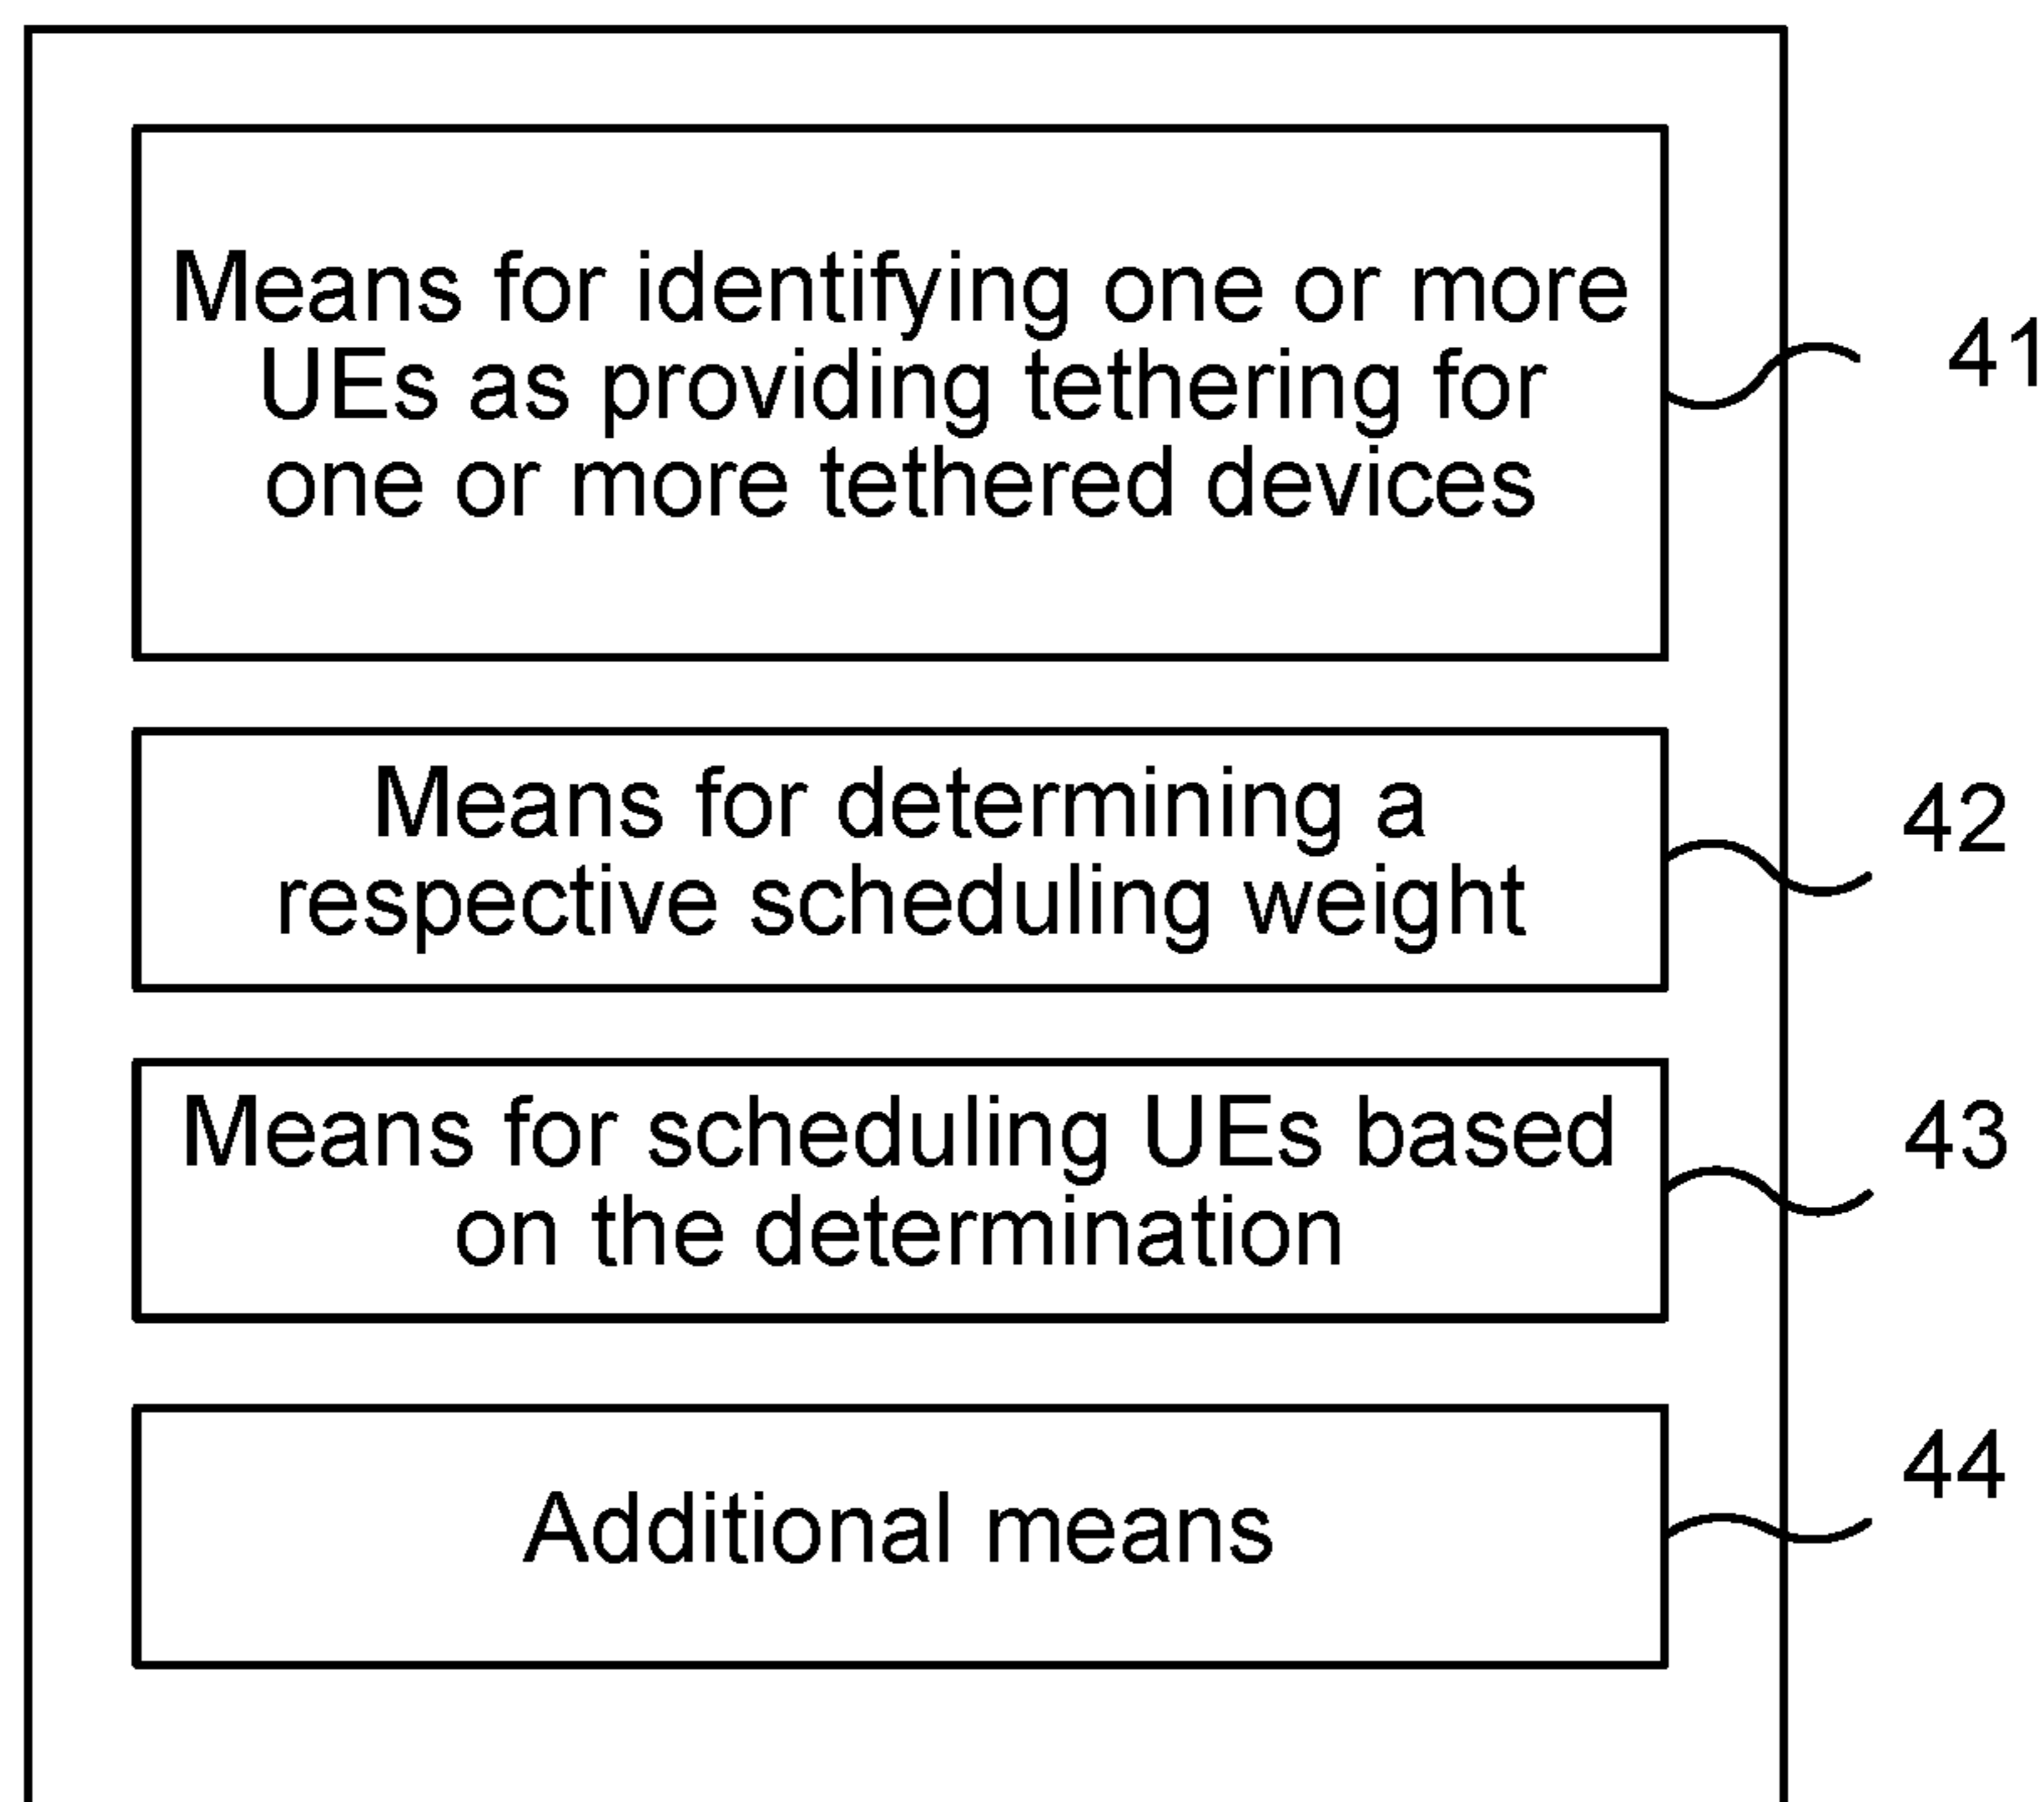 Means for identifying one or more
UEs as providing tethering for
one or more tethered devices
41
Means for determining a
respective scheduling weight
42
Means for scheduling UEs based
on the determination
43
Additional means
44